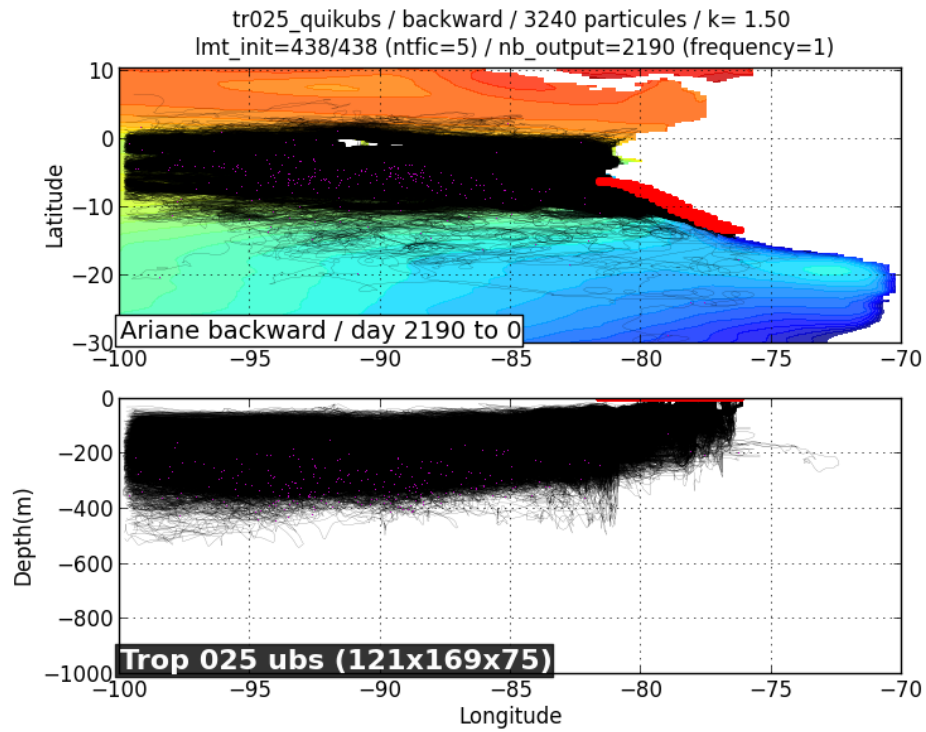 tr025_quikubs / backward / 3240 particules / k= 1.50
lmt_init=438/438 (ntfic=5) / nb_output=2190 (frequency=1)
10
0
−10
−20
−30
Latitude
Ariane backward / day 2190 to 0
−100 −95 −90 −85 −80 −75 −70
0
−200
−400
−600
−800
−1000
Depth(m)
Trop 025 ubs (121x169x75)
−100 −95 −90 −85 −80 −75 −70
Longitude